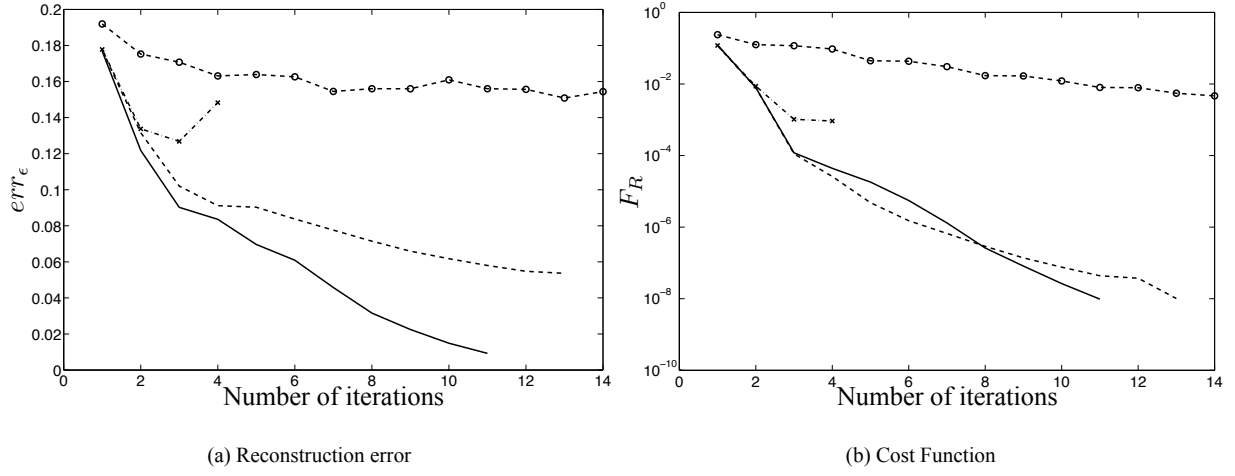 0.2
0.18
0.16
0.14
0.12
0.1
0.08
0.06
0.04
0.02
0
err_ϵ
0 2 4 6 8 10 12 14
Number of iterations
(a) Reconstruction error
10^0
10^−2
10^−4
10^−6
10^−8
10^−10
F_R
0 2 4 6 8 10 12 14
Number of iterations
(b) Cost Function